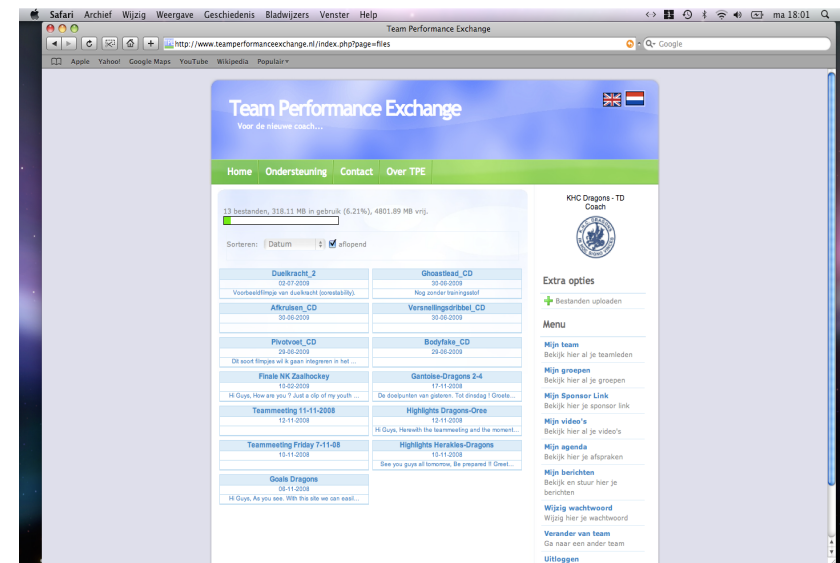 Safari Archief Wijzig Weergave Geschiedenis Bladwijzers Venster Help ma 18:01
Team Performance Exchange
http://www.teamperformanceexchange.nl/index.php?page=files
Google
Apple Yahoo! Google Maps YouTube Wikipedia Populair
Team Performance Exchange
Voor de nieuwe coach...
Home Ondersteuning Contact Over TPE
13 bestanden, 318.11 MB in gebruik (6.21%), 4801.89 MB vrij.
Sorteren: Datum aflopend
Duelkracht_2
02-07-2009
Voorbeeldfilmpje van duelkracht (corestability).
Ghoastlead_CD
30-06-2009
Nog zonder trainingsstof
Afkruisen_CD
30-06-2009
Versnellingsdribbel_CD
30-06-2009
Pivotvoet_CD
29-06-2009
Dit soort filmpjes wil ik gaan integreren in het ...
Bodyfake_CD
29-06-2009
Finale NK Zaalhockey
10-02-2009
Hi Guys, How are you ? Just a clip of my youth ...
Gantoise-Dragons 2-4
17-11-2008
De doelpunten van gisteren. Tot dinsdag ! Groete...
Teammeeting 11-11-2008
12-11-2008
Highlights Dragons-Oree
12-11-2008
Hi Guys, Herewith the teammeeting and the moment...
Teammeeting Friday 7-11-08
10-11-2008
Highlights Herakles-Dragons
10-11-2008
See you guys all tomorrow, Be prepared !! Greet...
Goals Dragons
06-11-2008
Hi Guys, As you see. With this site we can easil...
KHC Dragons - TD
Coach
Extra opties
Bestanden uploaden
Menu
Mijn team
Bekijk hier al je teamleden
Mijn groepen
Bekijk hier al je groepen
Mijn Sponsor Link
Bekijk hier je sponsor link
Mijn video's
Bekijk hier al je video's
Mijn agenda
Bekijk hier je afspraken
Mijn berichten
Bekijk en stuur hier je
berichten
Wijzig wachtwoord
Wijzig hier je wachtwoord
Verander van team
Ga naar een ander team
Uitloggen